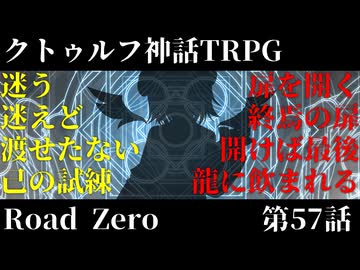 クトゥルフ神話TRPG
迷う
迷えど
渡せたない
己の試練
扉を開く
終焉の扉
開けば最後
龍に飲まれる
Road Zero
第57話